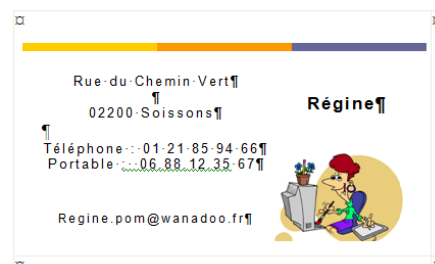 Rue du Chemin Vert¶
¶
02200 Soissons¶
¶
Téléphone : 01 21 85 94 66¶
Portable : 06 88 12 35 67¶
Regine.pom@wanadoo.fr¶
Régine¶